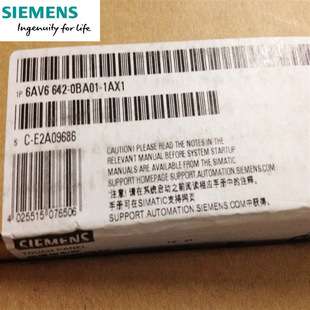 SIEMENS
Ingenuity for life
1P 6AV6 642-0BA01-1AX1
S C-E2A09686
CAUTION! PLEASE READ THE NOTES IN THE
RELEVANT MANUAL BEFORE SYSTEM STARTUP
MANUALS ARE AVAILABLE FROM THE SIMATIC
SUPPORT HOMEPAGE SUPPORT.AUTOMATION.SIEMENS.COM
注意：请在系统启动之前阅读相应手册中的注释.
手册可在SIMATIC支持网页
SUPPORT.AUTOMATION.SIEMENS.COM中获得.
4 025515 076506
SIEMENS
TOUCH PANEL